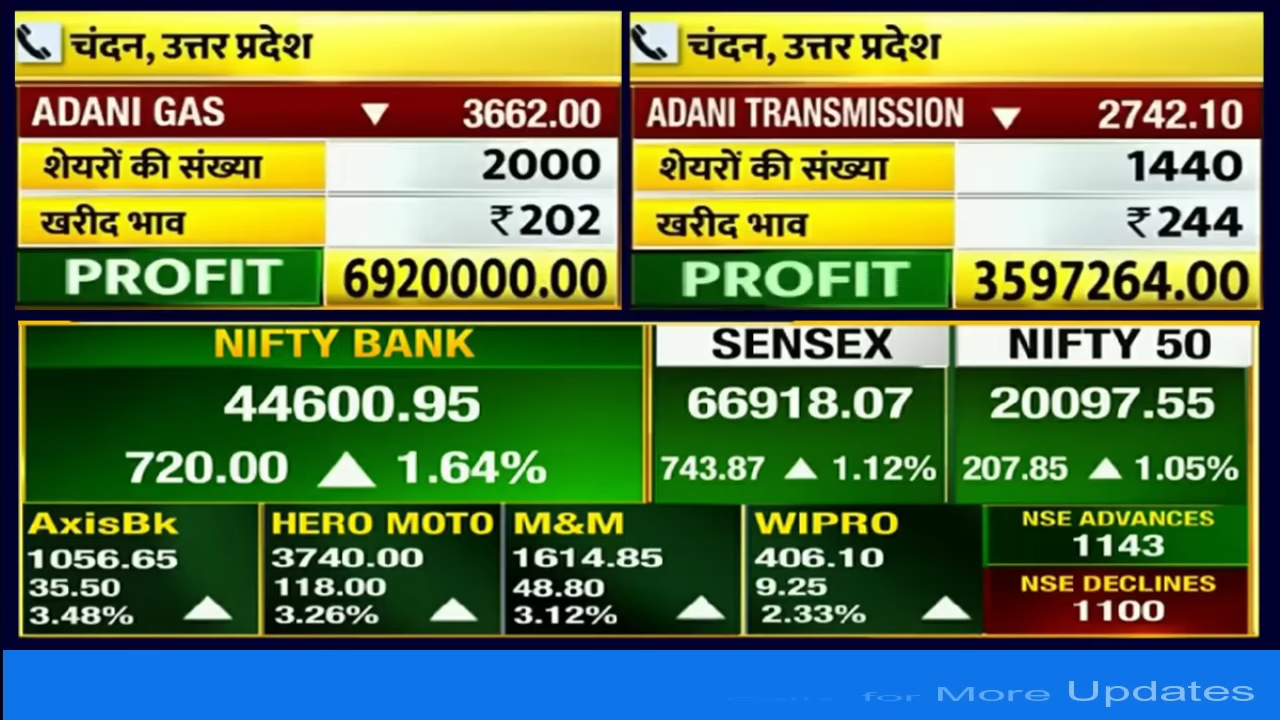 चंदन, उत्तर प्रदेश
ADANI GAS ▼ 3662.00
शेयरों की संख्या 2000
खरीद भाव ₹202
PROFIT 6920000.00
चंदन, उत्तर प्रदेश
ADANI TRANSMISSION ▼ 2742.10
शेयरों की संख्या 1440
खरीद भाव ₹244
PROFIT 3597264.00
NIFTY BANK
44600.95
720.00 ▲ 1.64%
SENSEX
66918.07
743.87 ▲ 1.12%
NIFTY 50
20097.55
207.85 ▲ 1.05%
AxisBk
1056.65
35.50
3.48% ▲
HERO MOTO
3740.00
118.00
3.26% ▲
M&M
1614.85
48.80
3.12% ▲
WIPRO
406.10
9.25
2.33% ▲
NSE ADVANCES
1143
NSE DECLINES
1100
for More Updates